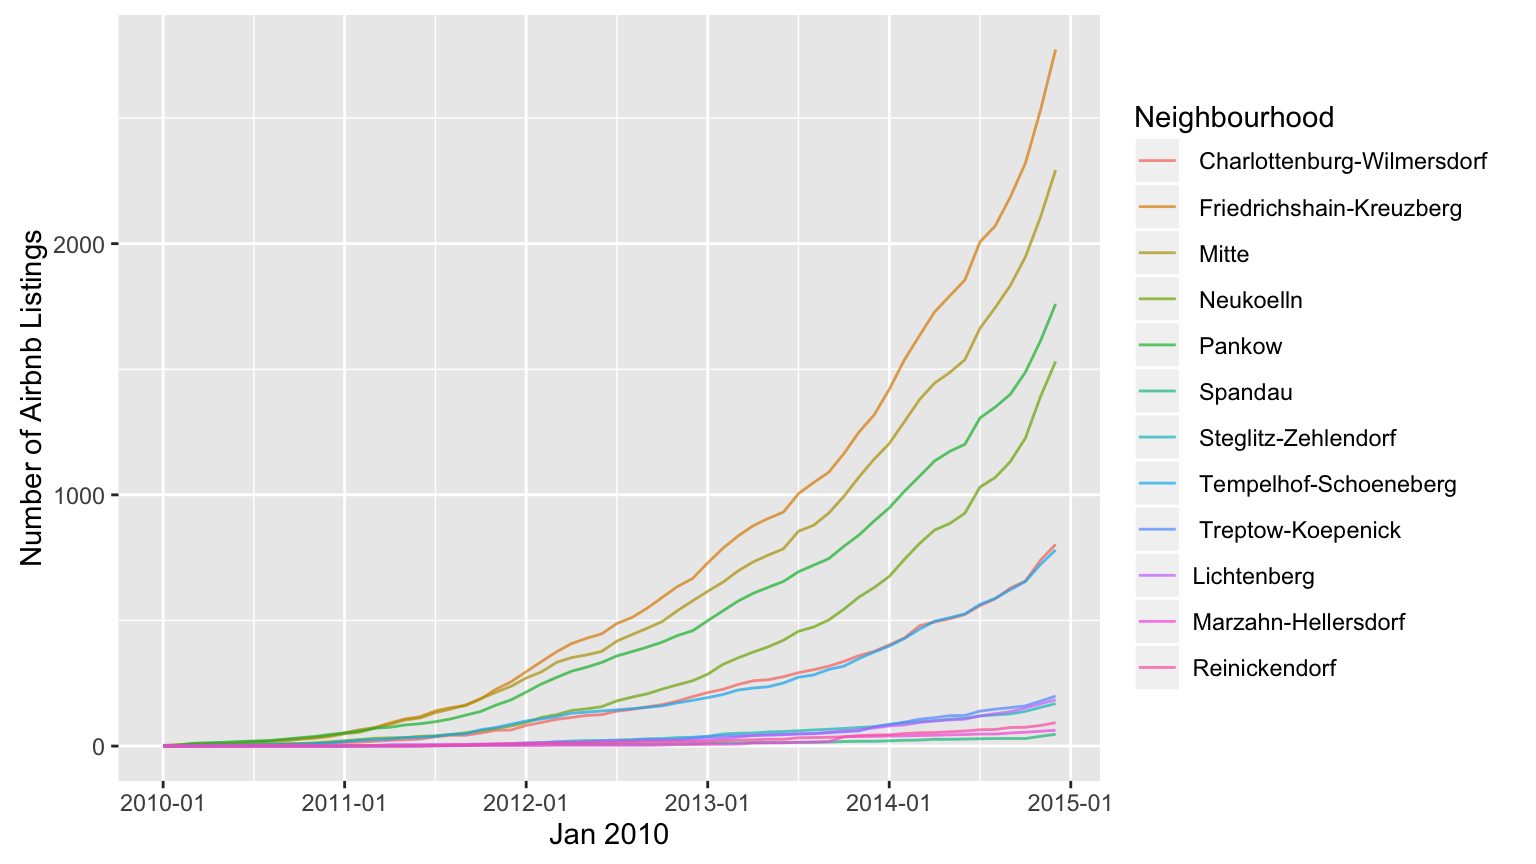 Neighbourhood
Charlottenburg-Wilmersdorf
Friedrichshain-Kreuzberg
Mitte
Neukoelln
Pankow
Spandau
Steglitz-Zehlendorf
Tempelhof-Schoeneberg
Treptow-Koepenick
Lichtenberg
Marzahn-Hellersdorf
Reinickendorf
Number of Airbnb Listings
2000
1000
0
2010-01 2011-01 2012-01 2013-01 2014-01 2015-01
Jan 2010